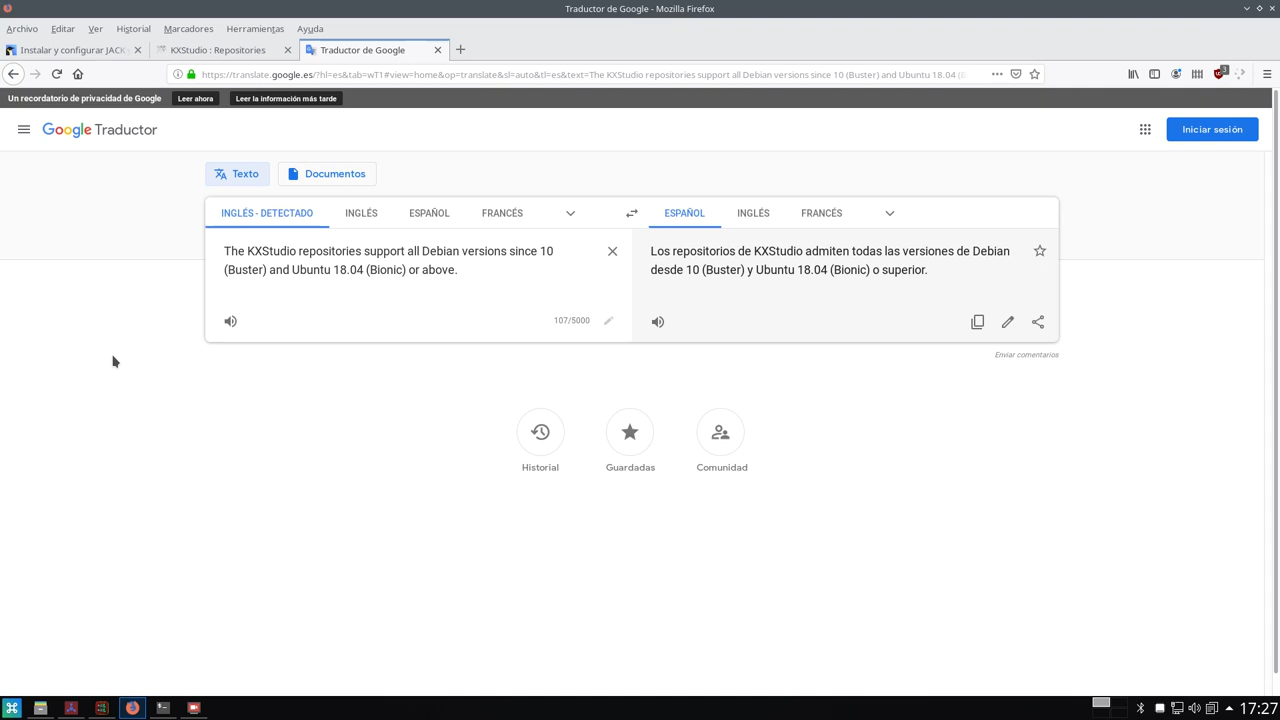 Traductor de Google - Mozilla Firefox
Archivo Editar Ver Historial Marcadores Herramientas Ayuda
Instalar y configurar JACK KXStudio : Repositories Traductor de Google
https://translate.google.es/?hl=es&tab=wT1#view=home&op=translate&sl=auto&tl=es&text=The KXStudio repositories support all Debian versions since 10 (Buster) and Ubuntu 18.04 (
3
Un recordatorio de privacidad de Google Leer ahora Leer la información más tarde
Google Traductor Iniciar sesión
Texto Documentos
INGLÉS - DETECTADO INGLÉS ESPAÑOL FRANCÉS ESPAÑOL INGLÉS FRANCÉS
The KXStudio repositories support all Debian versions since 10
(Buster) and Ubuntu 18.04 (Bionic) or above.
Los repositorios de KXStudio admiten todas las versiones de Debian
desde 10 (Buster) y Ubuntu 18.04 (Bionic) o superior.
107/5000
Enviar comentarios
Historial Guardadas Comunidad
17:27